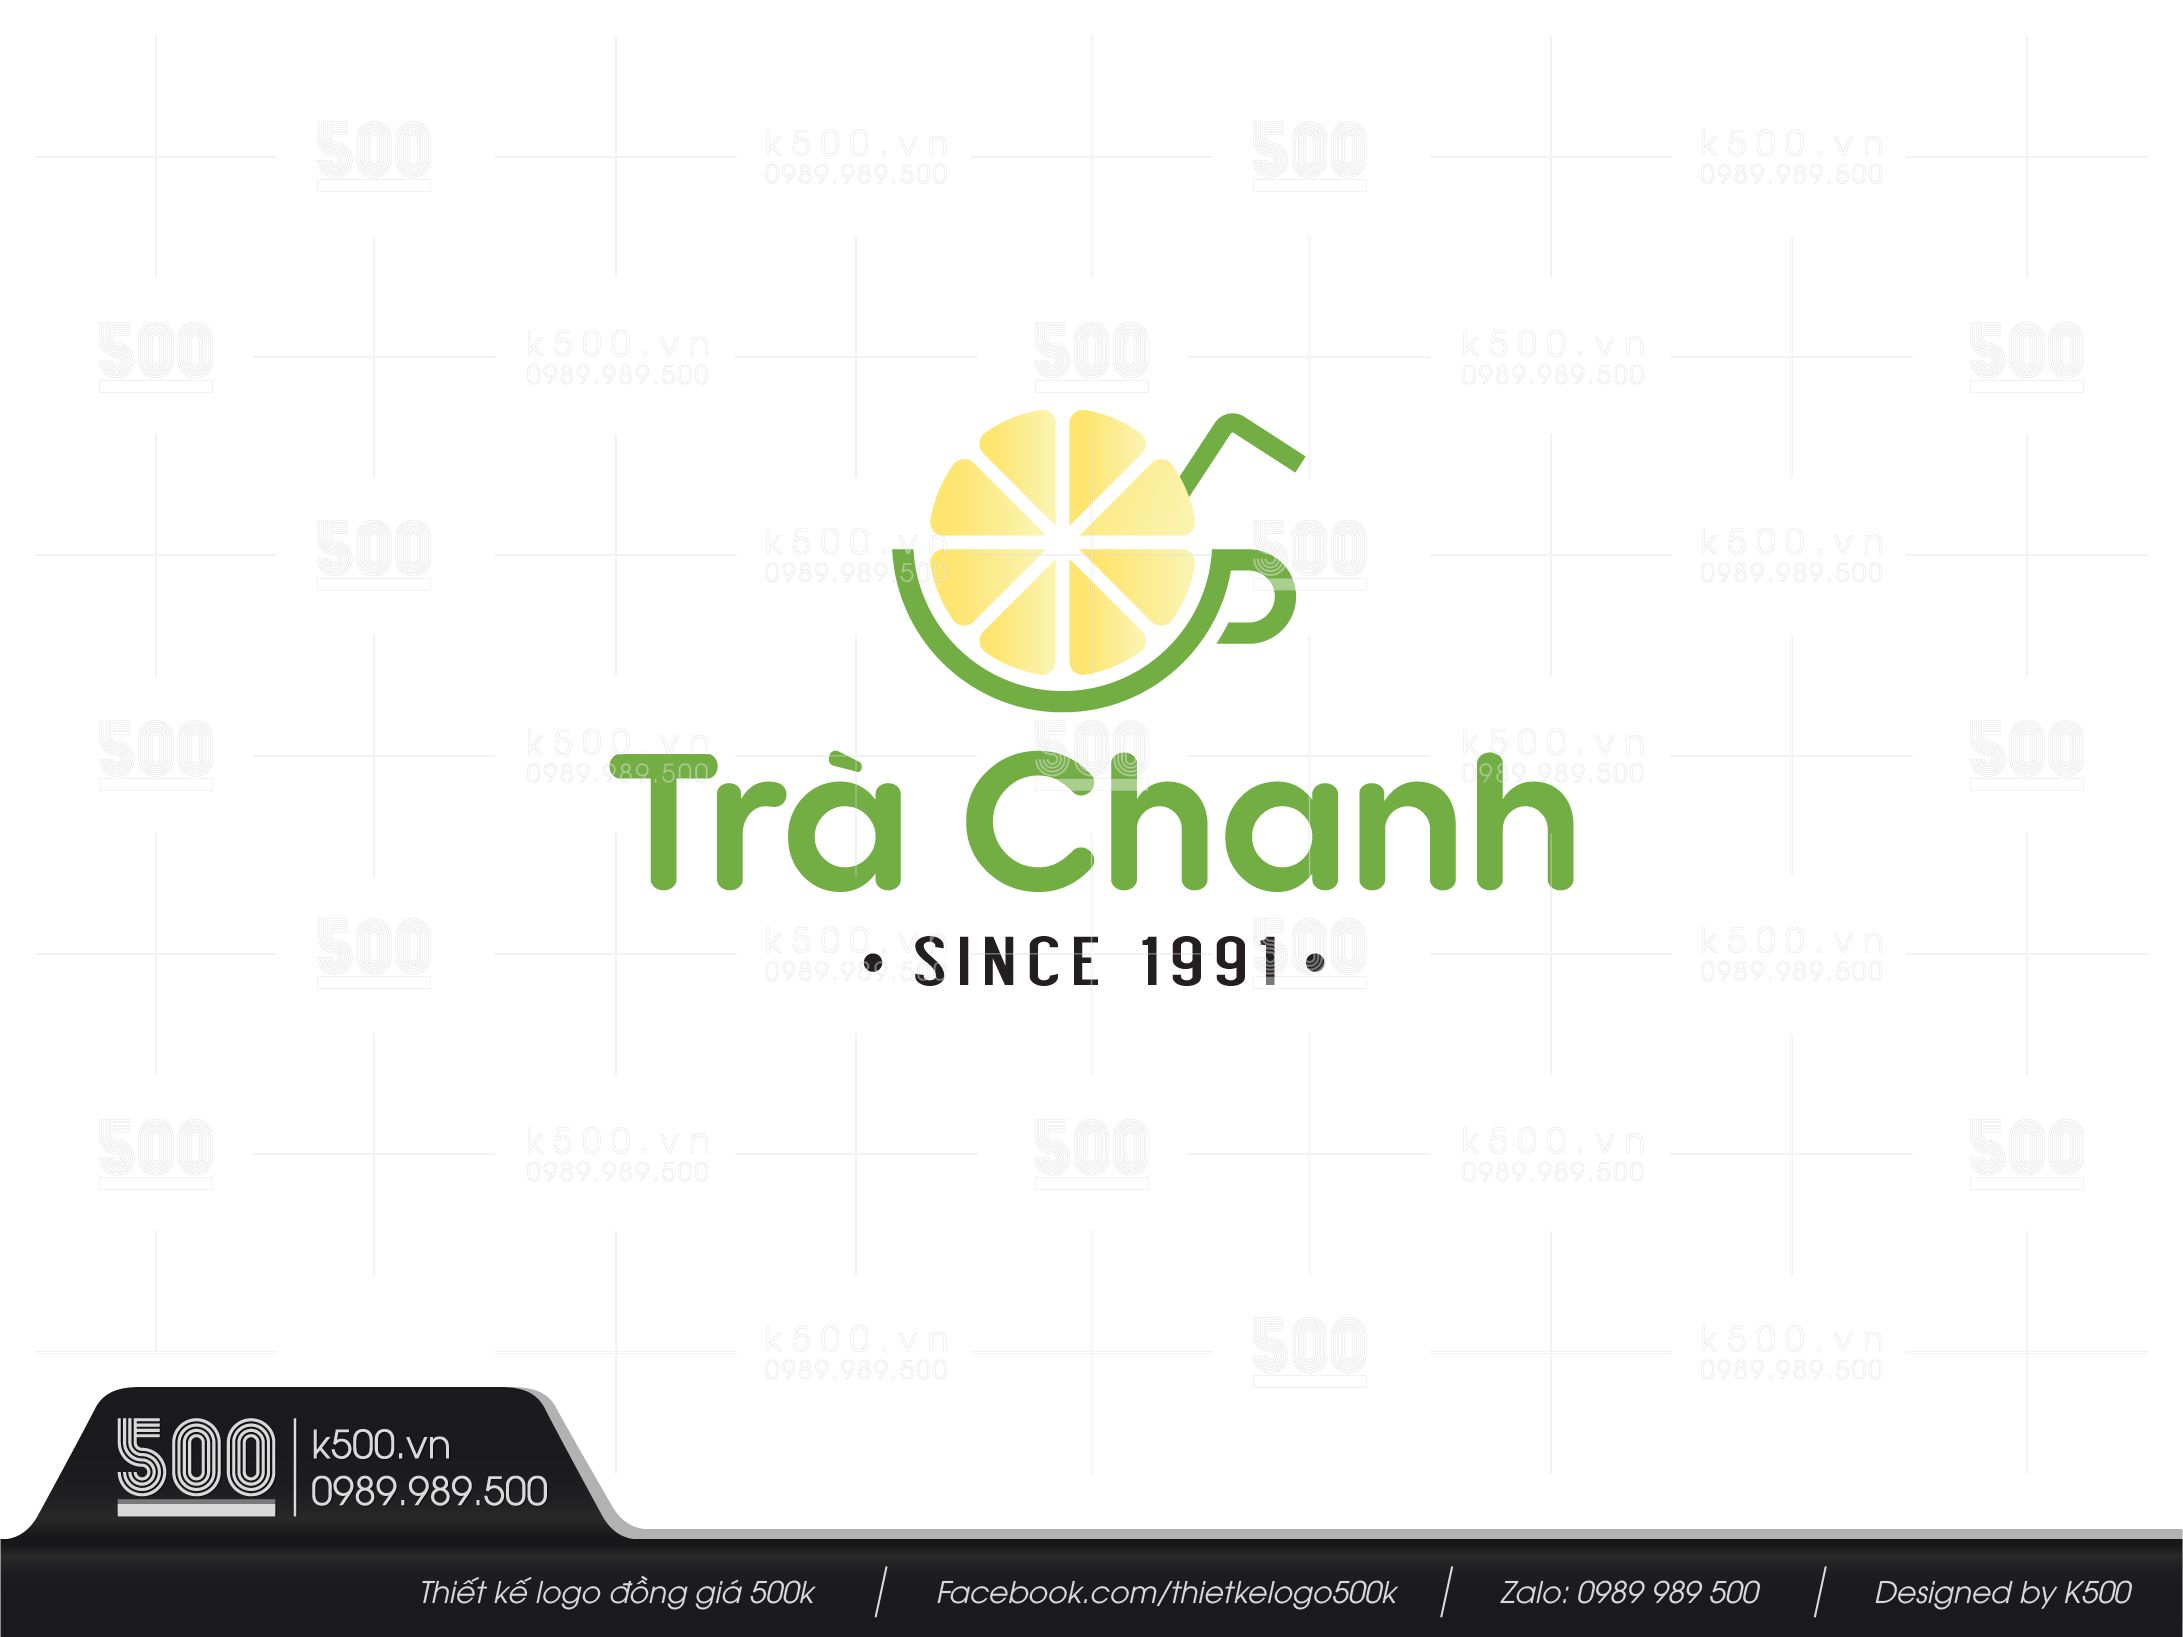 Trà Chanh
• SINCE 1991 •
500
k500.vn
0989.989.500
Thiết kế logo đồng giá 500k / Facebook.com/thietkelogo500k / Zalo: 0989 989 500 / Designed by K500